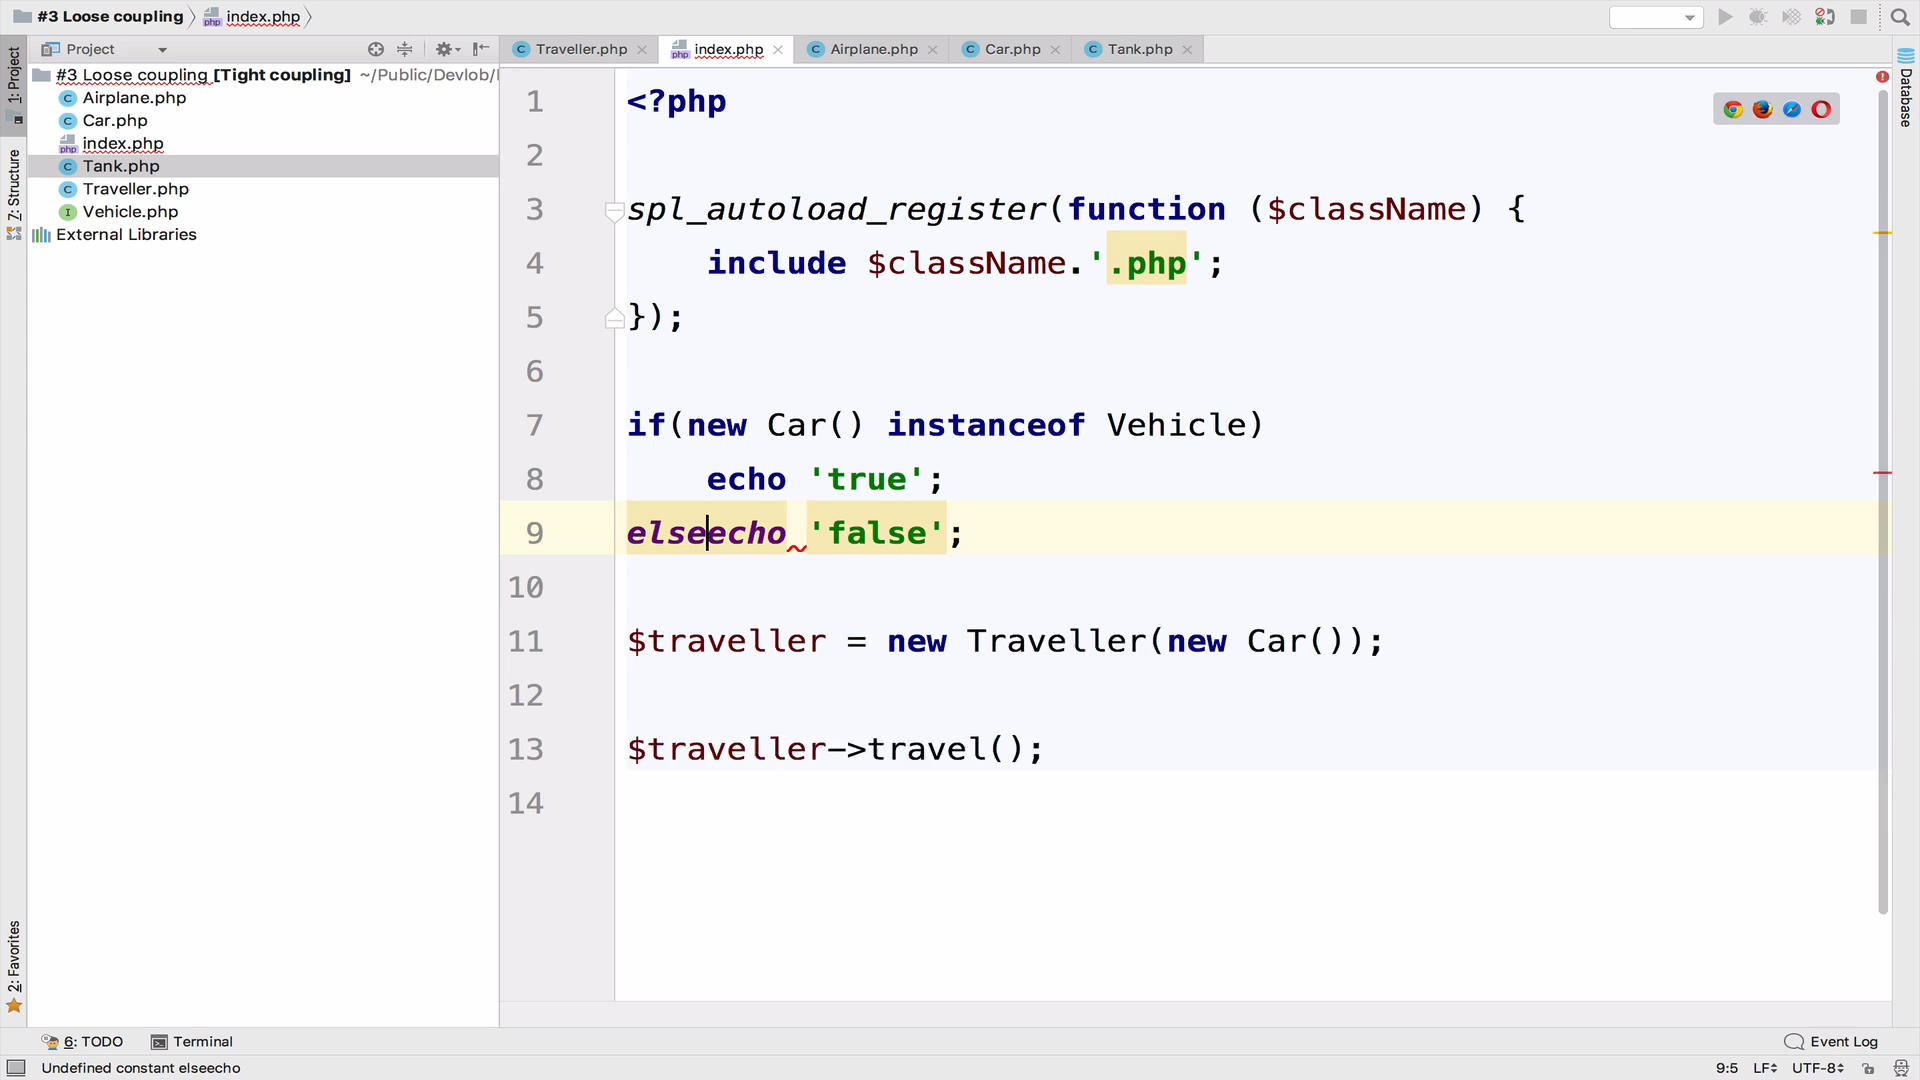 #3 Loose coupling
index.php
Project
Traveller.php
index.php
Airplane.php
Car.php
Tank.php
#3 Loose coupling [Tight coupling] ~/Public/Devlob/
Airplane.php
Car.php
index.php
Tank.php
Traveller.php
Vehicle.php
External Libraries
1: Project
7: Structure
2: Favorites
Database
1 <?php
2
3 spl_autoload_register(function ($className) {
4 include $className.'.php';
5 });
6
7 if(new Car() instanceof Vehicle)
8 echo 'true';
9 elseecho 'false';
10
11 $traveller = new Traveller(new Car());
12
13 $traveller->travel();
14
6: TODO
Terminal
Event Log
Undefined constant elseecho
9:5 LF UTF-8